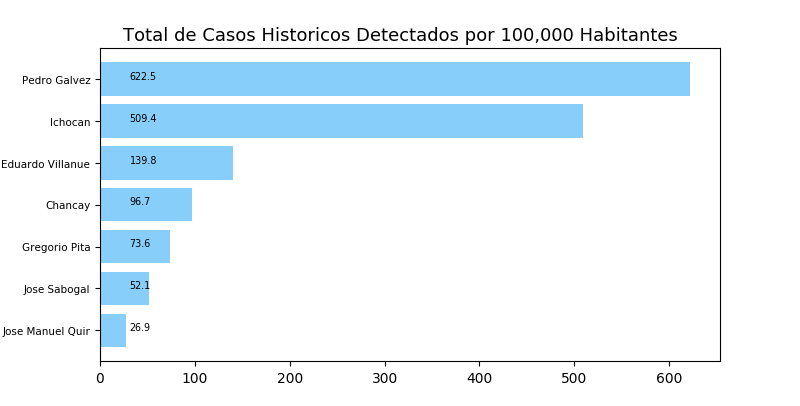 Total de Casos Historicos Detectados por 100,000 Habitantes
Pedro Galvez 622.5
Ichocan 509.4
Eduardo Villanue 139.8
Chancay 96.7
Gregorio Pita 73.6
Jose Sabogal 52.1
Jose Manuel Quir 26.9
0 100 200 300 400 500 600